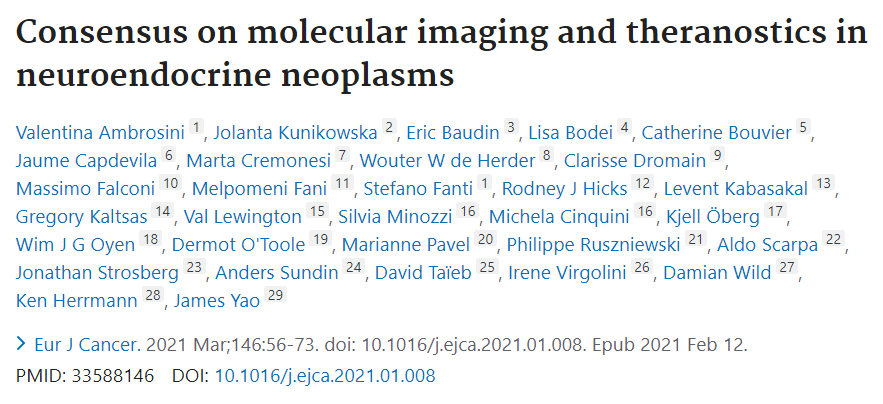 Consensus on molecular imaging and theranostics in
neuroendocrine neoplasms
Valentina Ambrosini 1, Jolanta Kunikowska 2, Eric Baudin 3, Lisa Bodei 4, Catherine Bouvier 5,
Jaume Capdevila 6, Marta Cremonesi 7, Wouter W de Herder 8, Clarisse Dromain 9,
Massimo Falconi 10, Melpomeni Fani 11, Stefano Fanti 1, Rodney J Hicks 12, Levent Kabasakal 13,
Gregory Kaltsas 14, Val Lewington 15, Silvia Minozzi 16, Michela Cinquini 16, Kjell Öberg 17,
Wim J G Oyen 18, Dermot O'Toole 19, Marianne Pavel 20, Philippe Ruszniewski 21, Aldo Scarpa 22,
Jonathan Strosberg 23, Anders Sundin 24, David Taïeb 25, Irene Virgolini 26, Damian Wild 27,
Ken Herrmann 28, James Yao 29
> Eur J Cancer. 2021 Mar;146:56-73. doi: 10.1016/j.ejca.2021.01.008. Epub 2021 Feb 12.
PMID: 33588146 DOI: 10.1016/j.ejca.2021.01.008